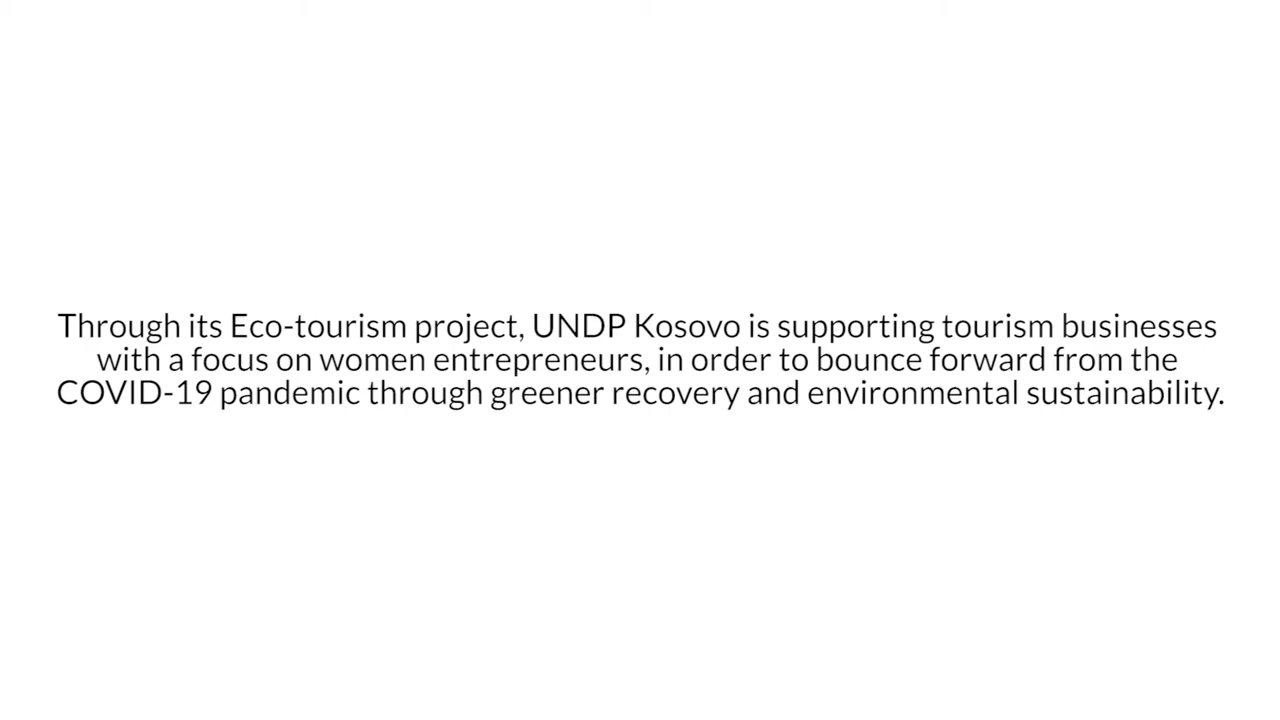 Through its Eco-tourism project, UNDP Kosovo is supporting tourism businesses
with a focus on women entrepreneurs, in order to bounce forward from the
COVID-19 pandemic through greener recovery and environmental sustainability.